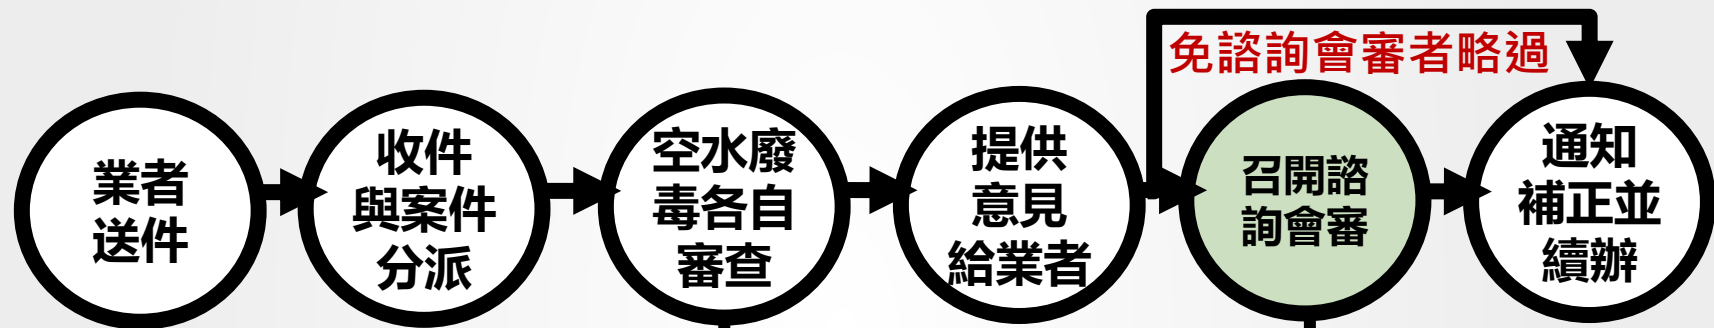 免諮詢會審者略過
業者
送件
收件
與案件
分派
空水廢
毒各自
審查
提供
意見
給業者
召開諮
詢會審
通知
補正並
續辦